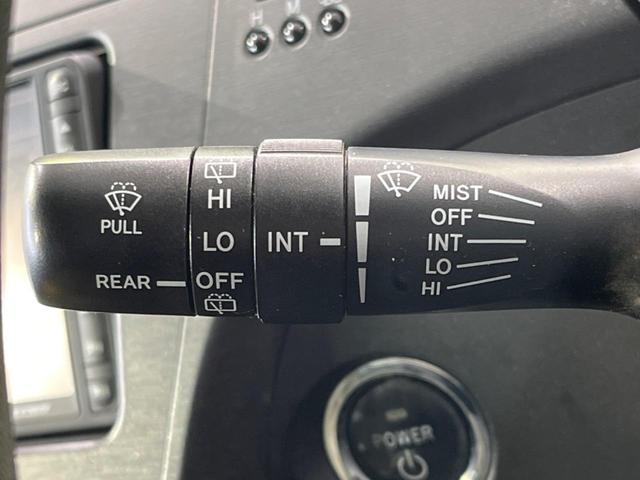 H M
PULL
REAR
HI
LO
OFF
INT
MIST
OFF
INT
LO
HI
POWER